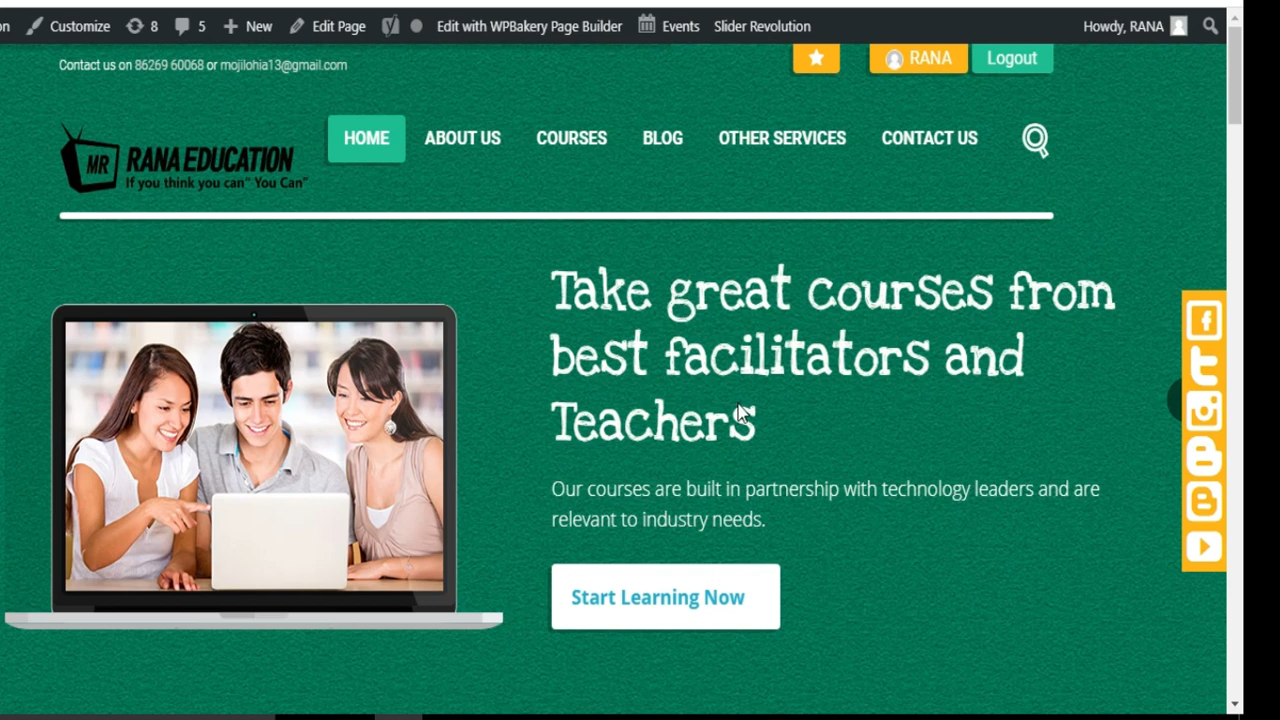 on Customize 8 5 New Edit Page Edit with WPBakery Page Builder Events Slider Revolution Howdy, RANA
Contact us on 86269 60068 or mojilohia13@gmail.com
RANA Logout
MR RANA EDUCATION
If you think you can“ You Can”
HOME ABOUT US COURSES BLOG OTHER SERVICES CONTACT US
Take great courses from
best facilitators and
Teachers
Our courses are built in partnership with technology leaders and are
relevant to industry needs.
Start Learning Now